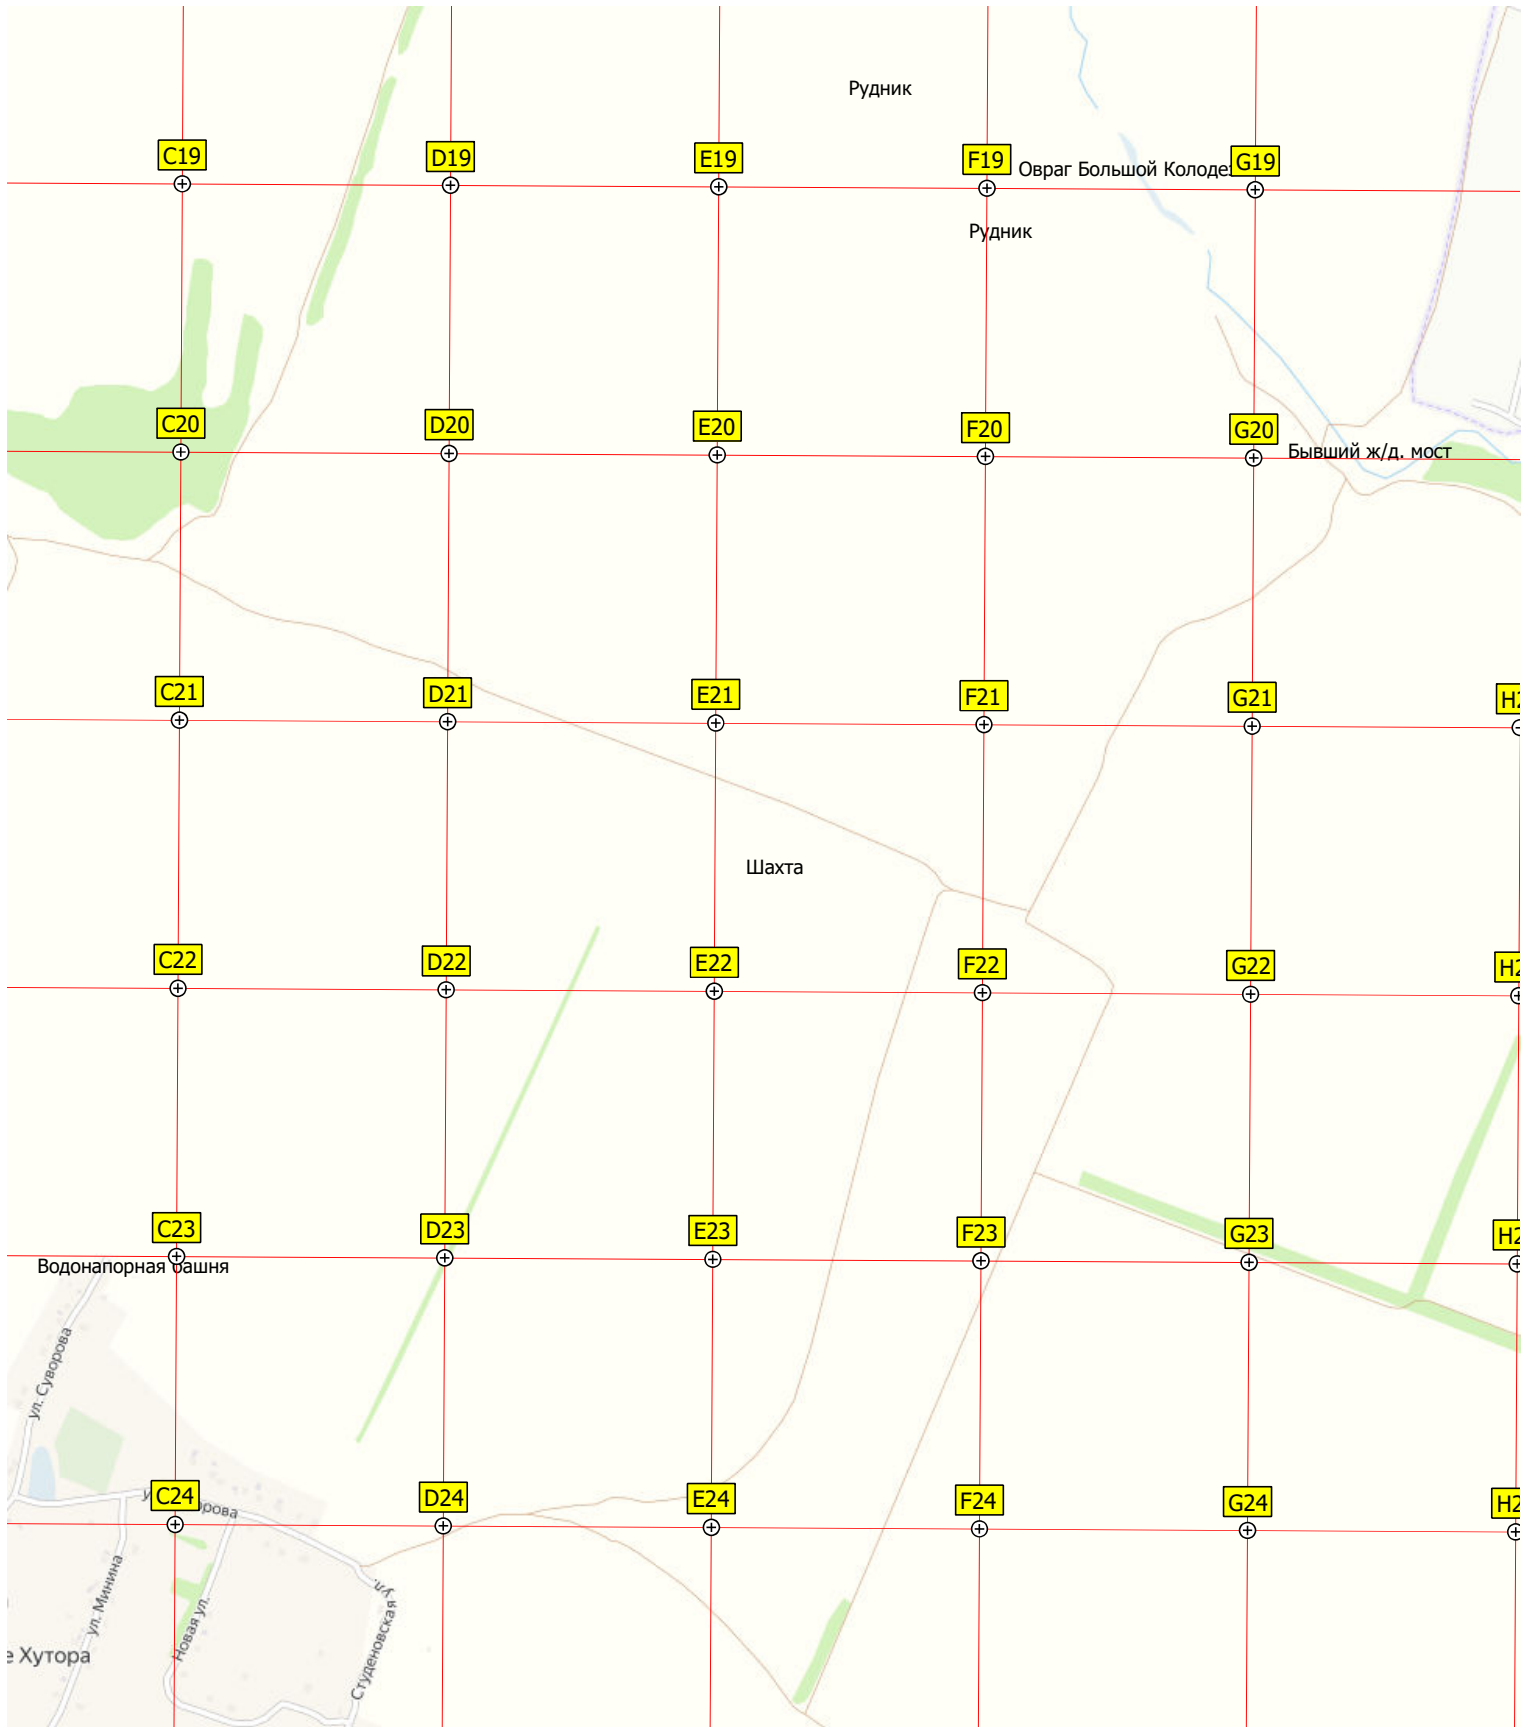 Рудник
C19
D19
E19
F19
Овраг Большой Колоде
G19
Рудник
C20
D20
E20
F20
G20
Бывший ж/д. мост
C21
D21
E21
F21
G21
Шахта
C22
D22
E22
F22
G22
C23
D23
E23
F23
G23
Водонапорная башня
ул. Суворова
C24
D24
E24
F24
G24
ул. Минина
Новая ул.
ул.
Студеновская
е Хутора